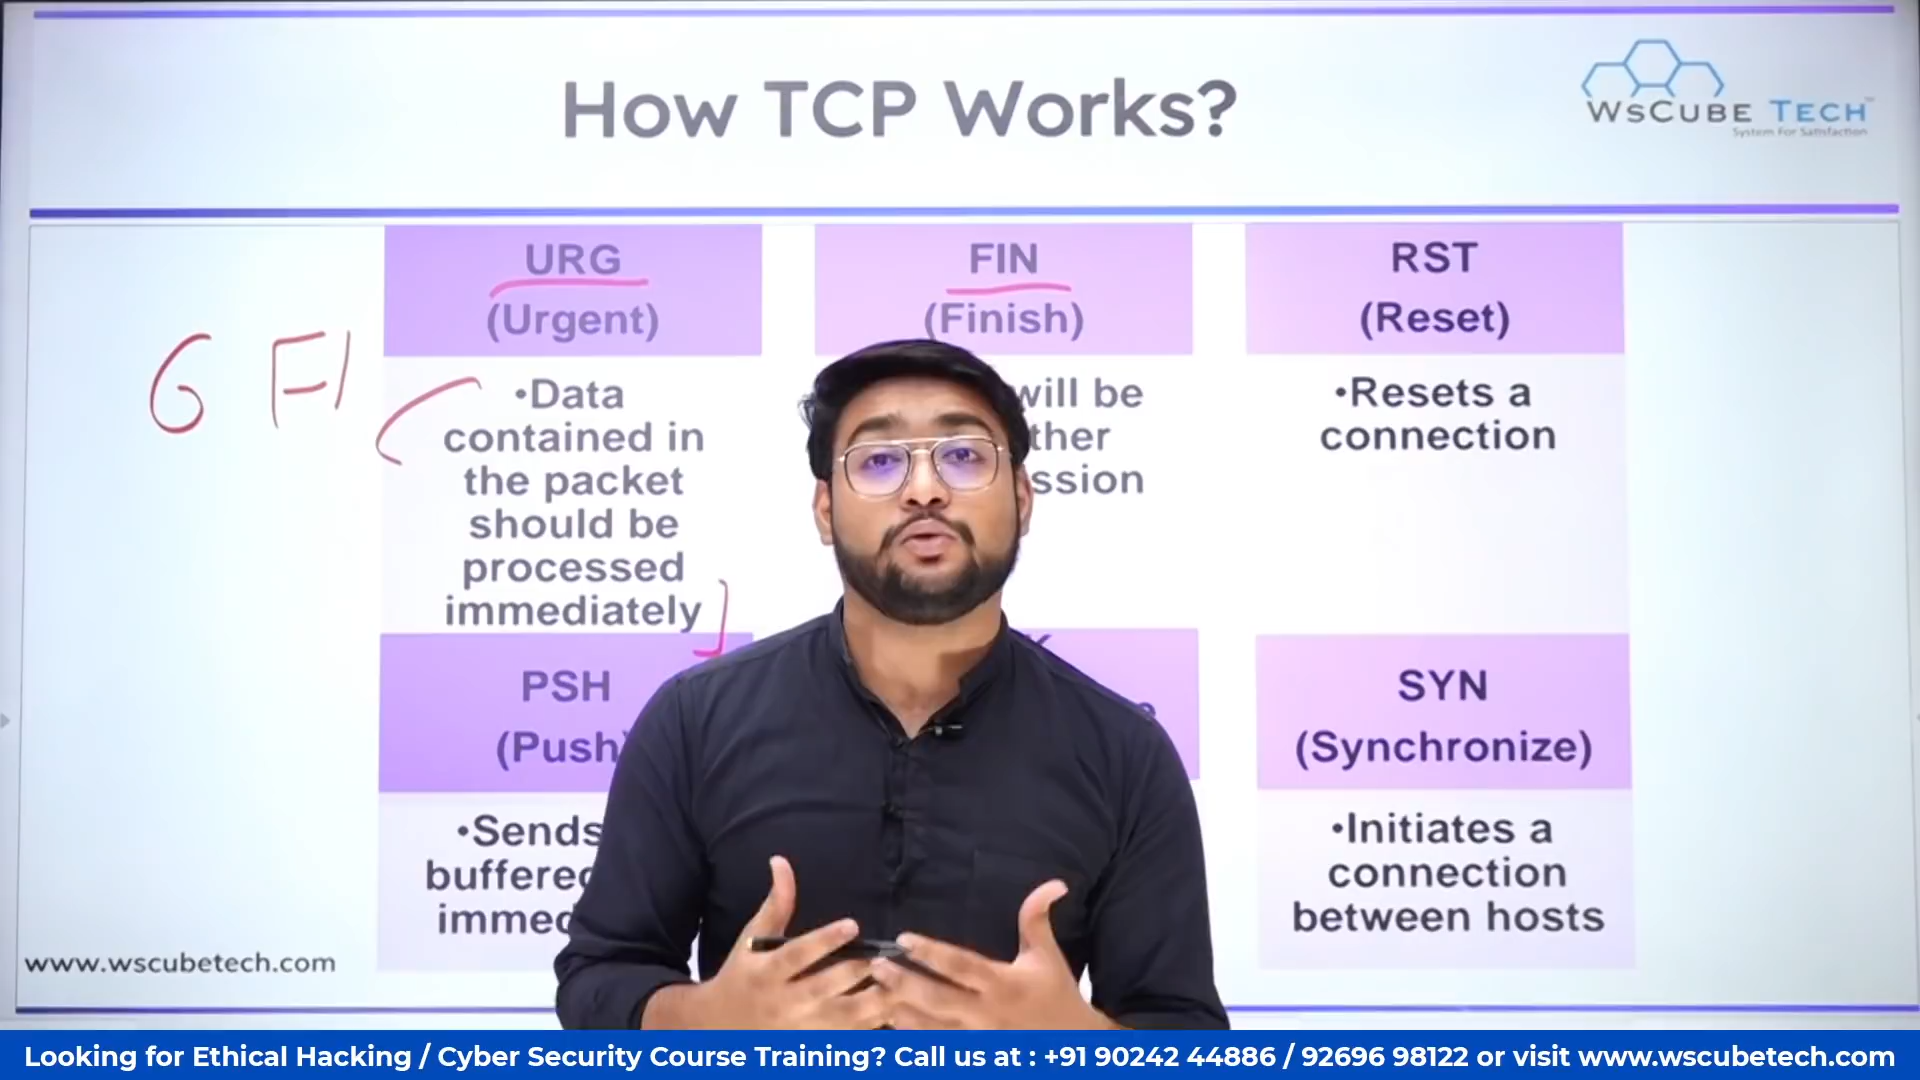 How TCP Works?
WSCUBE TECH
System For Satisfaction
URG
(Urgent)
FIN
(Finish)
RST
(Reset)
6 Fl
•Data
contained in
the packet
should be
processed
immediately
will be
•Resets a
connection
PSH
(Push)
SYN
(Synchronize)
•Sends
immed
•Initiates a
connection
between hosts
www.wscubetech.com
Looking for Ethical Hacking / Cyber Security Course Training? Call us at : +91 90242 44886 / 92696 98122 or visit www.wscubetech.com